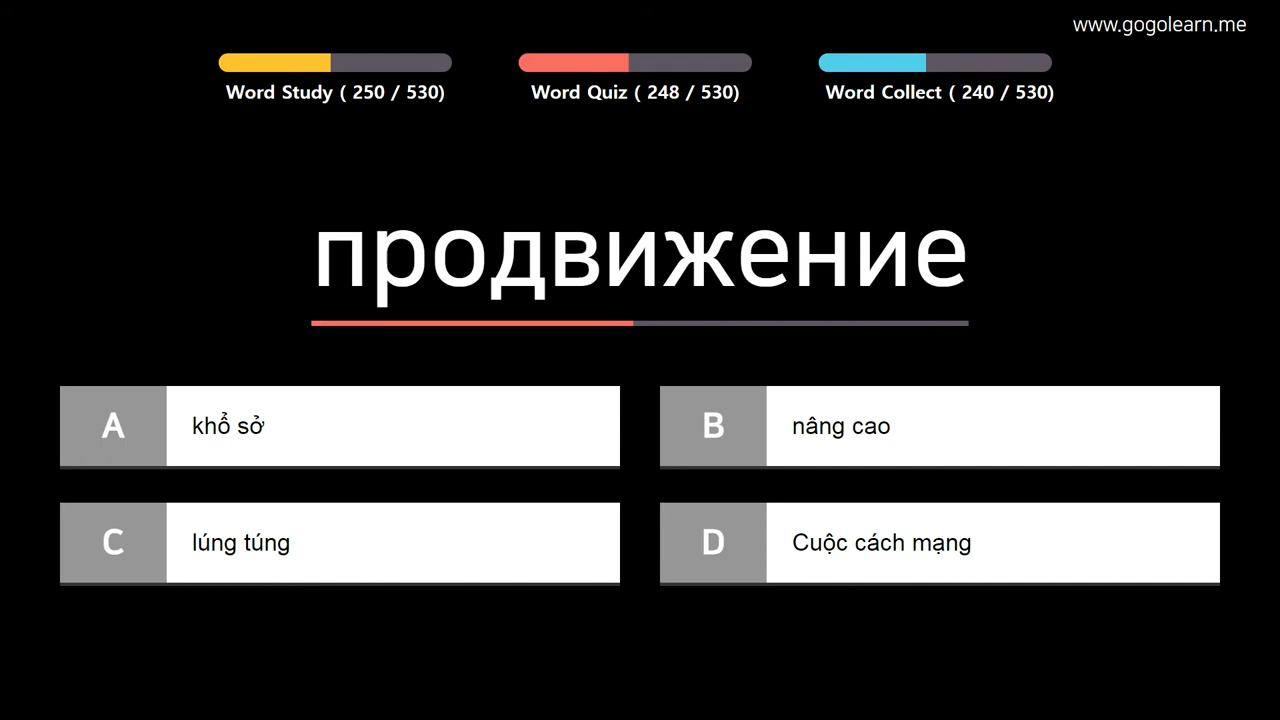 www.gogolearn.me
Word Study ( 250 / 530)
Word Quiz ( 248 / 530)
Word Collect ( 240 / 530)
продвижение
A
khổ sở
B
nâng cao
C
lúng túng
D
Cuộc cách mạng